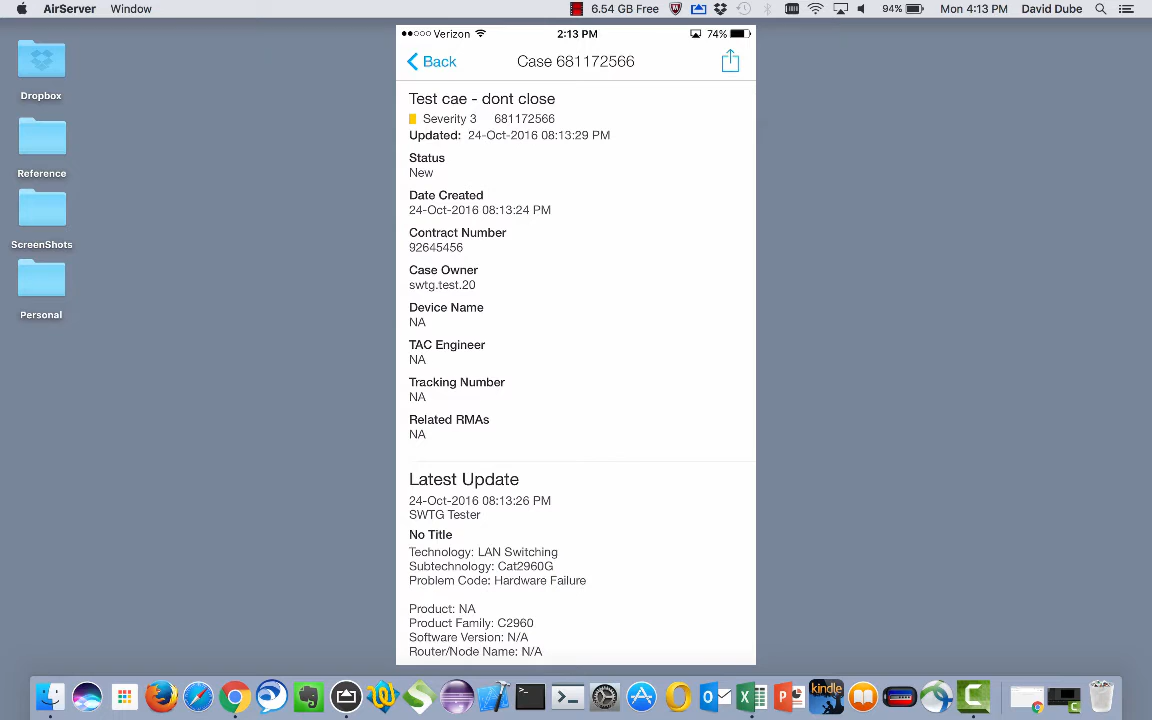 AirServer Window 6.54 GB Free 94% Mon 4:13 PM David Dube
Verizon 2:13 PM 74%
Back Case 681172566
Test cae - dont close
Severity 3 681172566
Updated: 24-Oct-2016 08:13:29 PM
Status
New
Date Created
24-Oct-2016 08:13:24 PM
Contract Number
92645456
Case Owner
swtg.test.20
Device Name
NA
TAC Engineer
NA
Tracking Number
NA
Related RMAs
NA
Latest Update
24-Oct-2016 08:13:26 PM
SWTG Tester
No Title
Technology: LAN Switching
Subtechnology: Cat2960G
Problem Code: Hardware Failure
Product: NA
Product Family: C2960
Software Version: N/A
Router/Node Name: N/A
Dropbox
Reference
ScreenShots
Personal
kindle